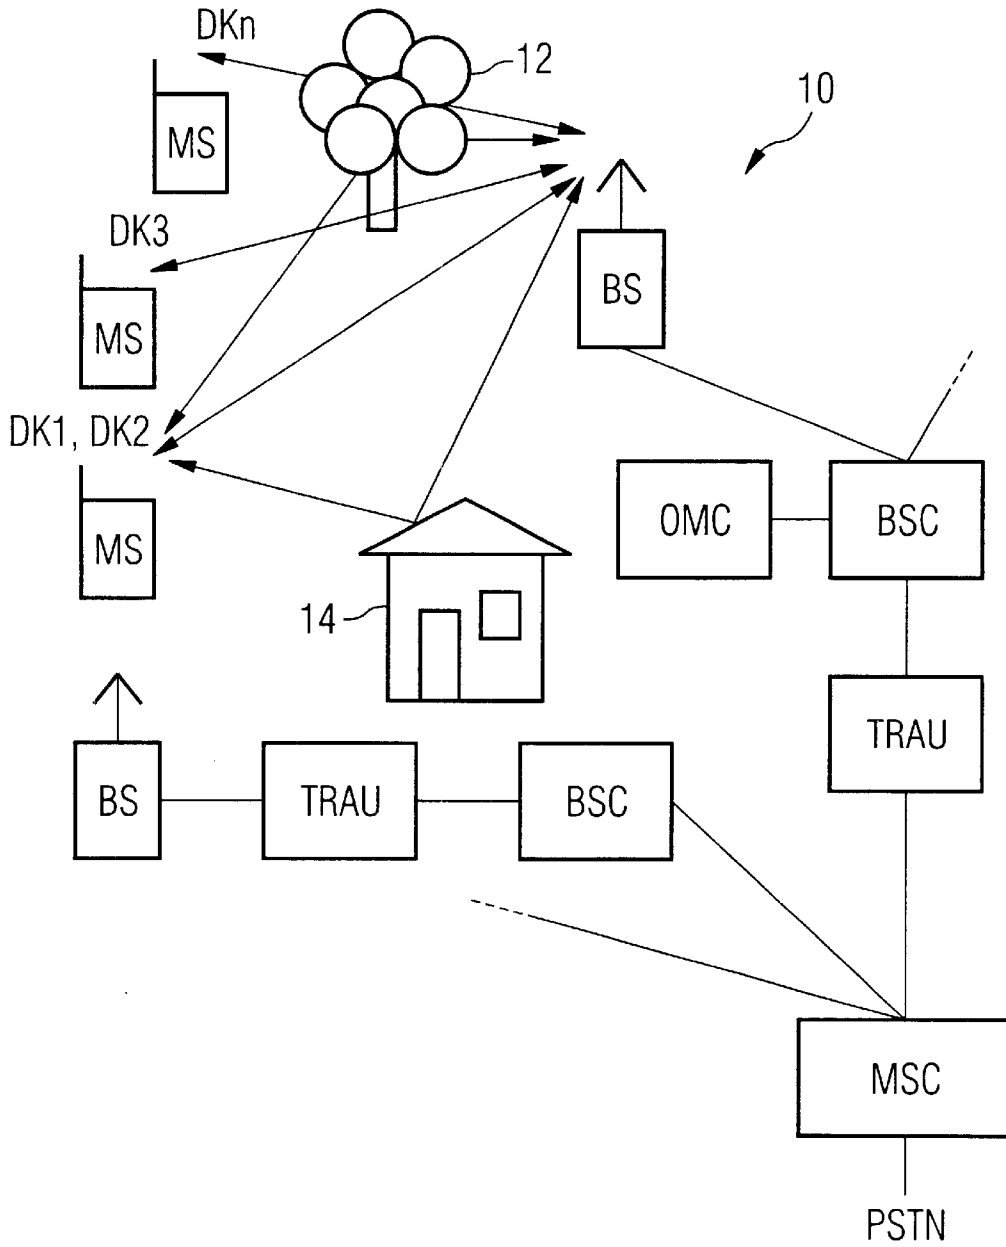 DKn
12
10
MS
DK3
BS
MS
DK1, DK2
OMC
BSC
MS
14
TRAU
BS
TRAU
BSC
MSC
PSTN